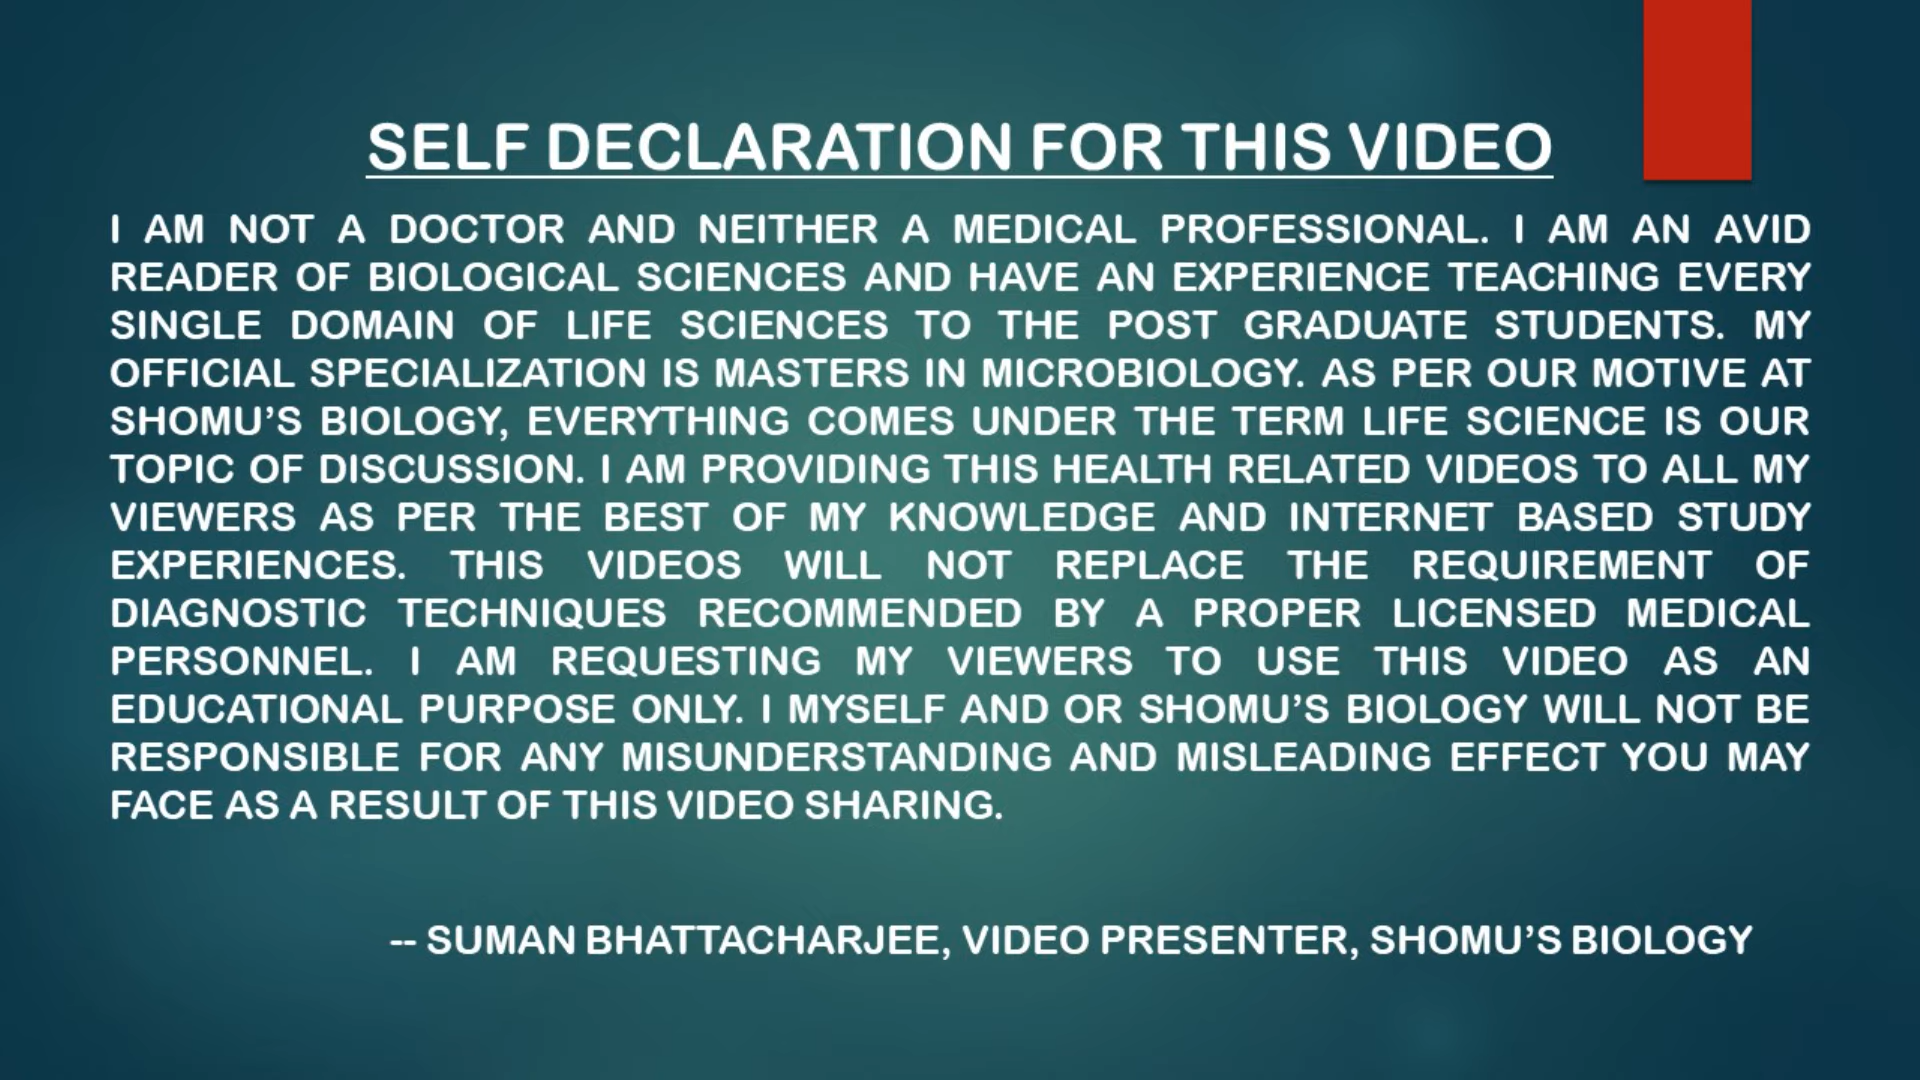 SELF DECLARATION FOR THIS VIDEO
I AM NOT A DOCTOR AND NEITHER A MEDICAL PROFESSIONAL. I AM AN AVID
READER OF BIOLOGICAL SCIENCES AND HAVE AN EXPERIENCE TEACHING EVERY
SINGLE DOMAIN OF LIFE SCIENCES TO THE POST GRADUATE STUDENTS. MY
OFFICIAL SPECIALIZATION IS MASTERS IN MICROBIOLOGY. AS PER OUR MOTIVE AT
SHOMU’S BIOLOGY, EVERYTHING COMES UNDER THE TERM LIFE SCIENCE IS OUR
TOPIC OF DISCUSSION. I AM PROVIDING THIS HEALTH RELATED VIDEOS TO ALL MY
VIEWERS AS PER THE BEST OF MY KNOWLEDGE AND INTERNET BASED STUDY
EXPERIENCES. THIS VIDEOS WILL NOT REPLACE THE REQUIREMENT OF
DIAGNOSTIC TECHNIQUES RECOMMENDED BY A PROPER LICENSED MEDICAL
PERSONNEL. I AM REQUESTING MY VIEWERS TO USE THIS VIDEO AS AN
EDUCATIONAL PURPOSE ONLY. I MYSELF AND OR SHOMU’S BIOLOGY WILL NOT BE
RESPONSIBLE FOR ANY MISUNDERSTANDING AND MISLEADING EFFECT YOU MAY
FACE AS A RESULT OF THIS VIDEO SHARING.
-- SUMAN BHATTACHARJEE, VIDEO PRESENTER, SHOMU’S BIOLOGY